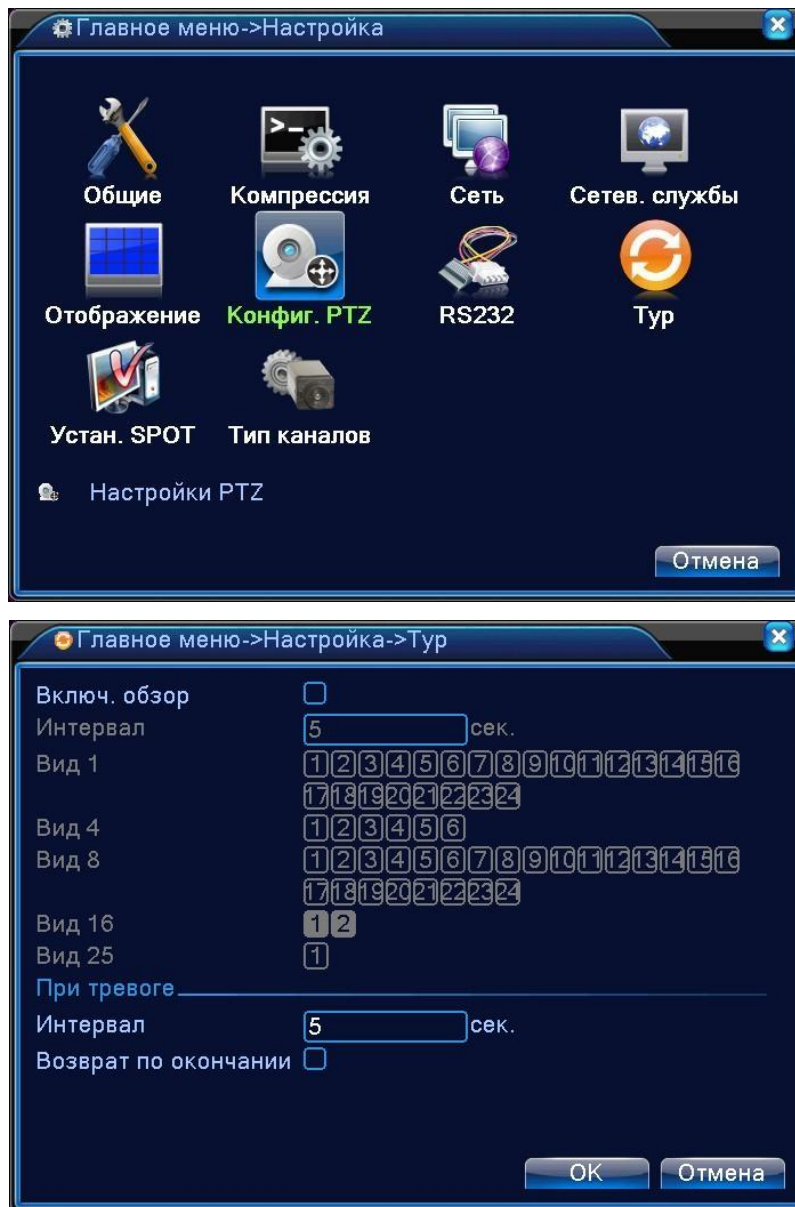 Главное меню->Настройка
Общие Компрессия Сеть Сетев. службы
Отображение Конфиг. PTZ RS232 Тур
Устан. SPOT Тип каналов
Настройки PTZ
Отмена
Главное меню->Настройка->Тур
Включ. обзор
Интервал 5 сек.
Вид 1 1 2 3 4 5 6 7 8 9 10 11 12 13 14 15 16
17 18 19 20 21 22 23 24
Вид 4 1 2 3 4 5 6
Вид 8 1 2 3 4 5 6 7 8 9 10 11 12 13 14 15 16
17 18 19 20 21 22 23 24
Вид 16 1 2
Вид 25 1
При тревоге
Интервал 5 сек.
Возврат по окончании
OK Отмена